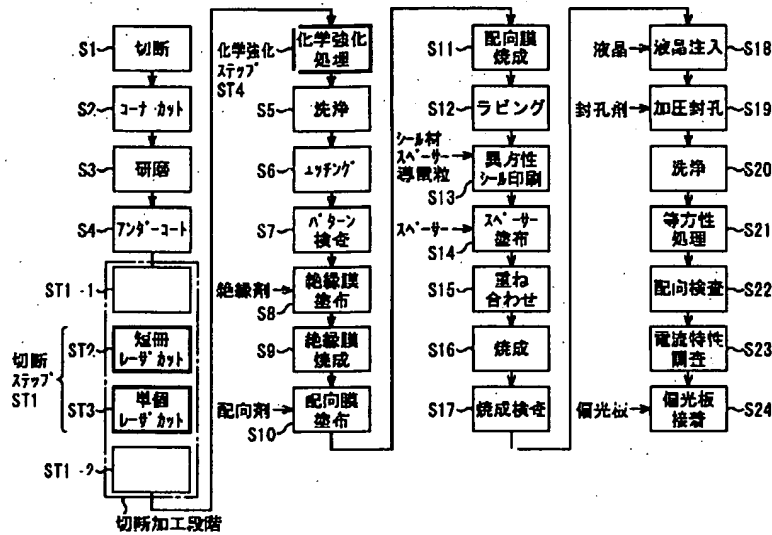 S1
切断
S2
コーナ・カット
S3
研磨
S4
アンダーコート
ST1 -1
切断
ステップ
ST1
ST2
短冊
レーザカット
ST3
単個
レーザカット
ST1 -2
切断加工段階
化学強化
ステップ
ST4
化学強化
処理
S5
洗浄
S6
エッチング
S7
パターン
検査
絶縁剤
S8
絶縁膜
塗布
S9
絶縁膜
焼成
配向剤
S10
配向膜
塗布
S11
配向膜
焼成
S12
ラビング
シール材
スペーサー
導電粒
S13
異方性
シール印刷
スペーサー
S14
スペーサー
塗布
S15
重ね
合わせ
S16
焼成
S17
焼成検査
液晶
液晶注入
S18
封孔剤
加圧封孔
S19
洗浄
S20
等方性
処理
S21
配向検査
S22
電流特性
調査
S23
偏光板
偏光板
接着
S24